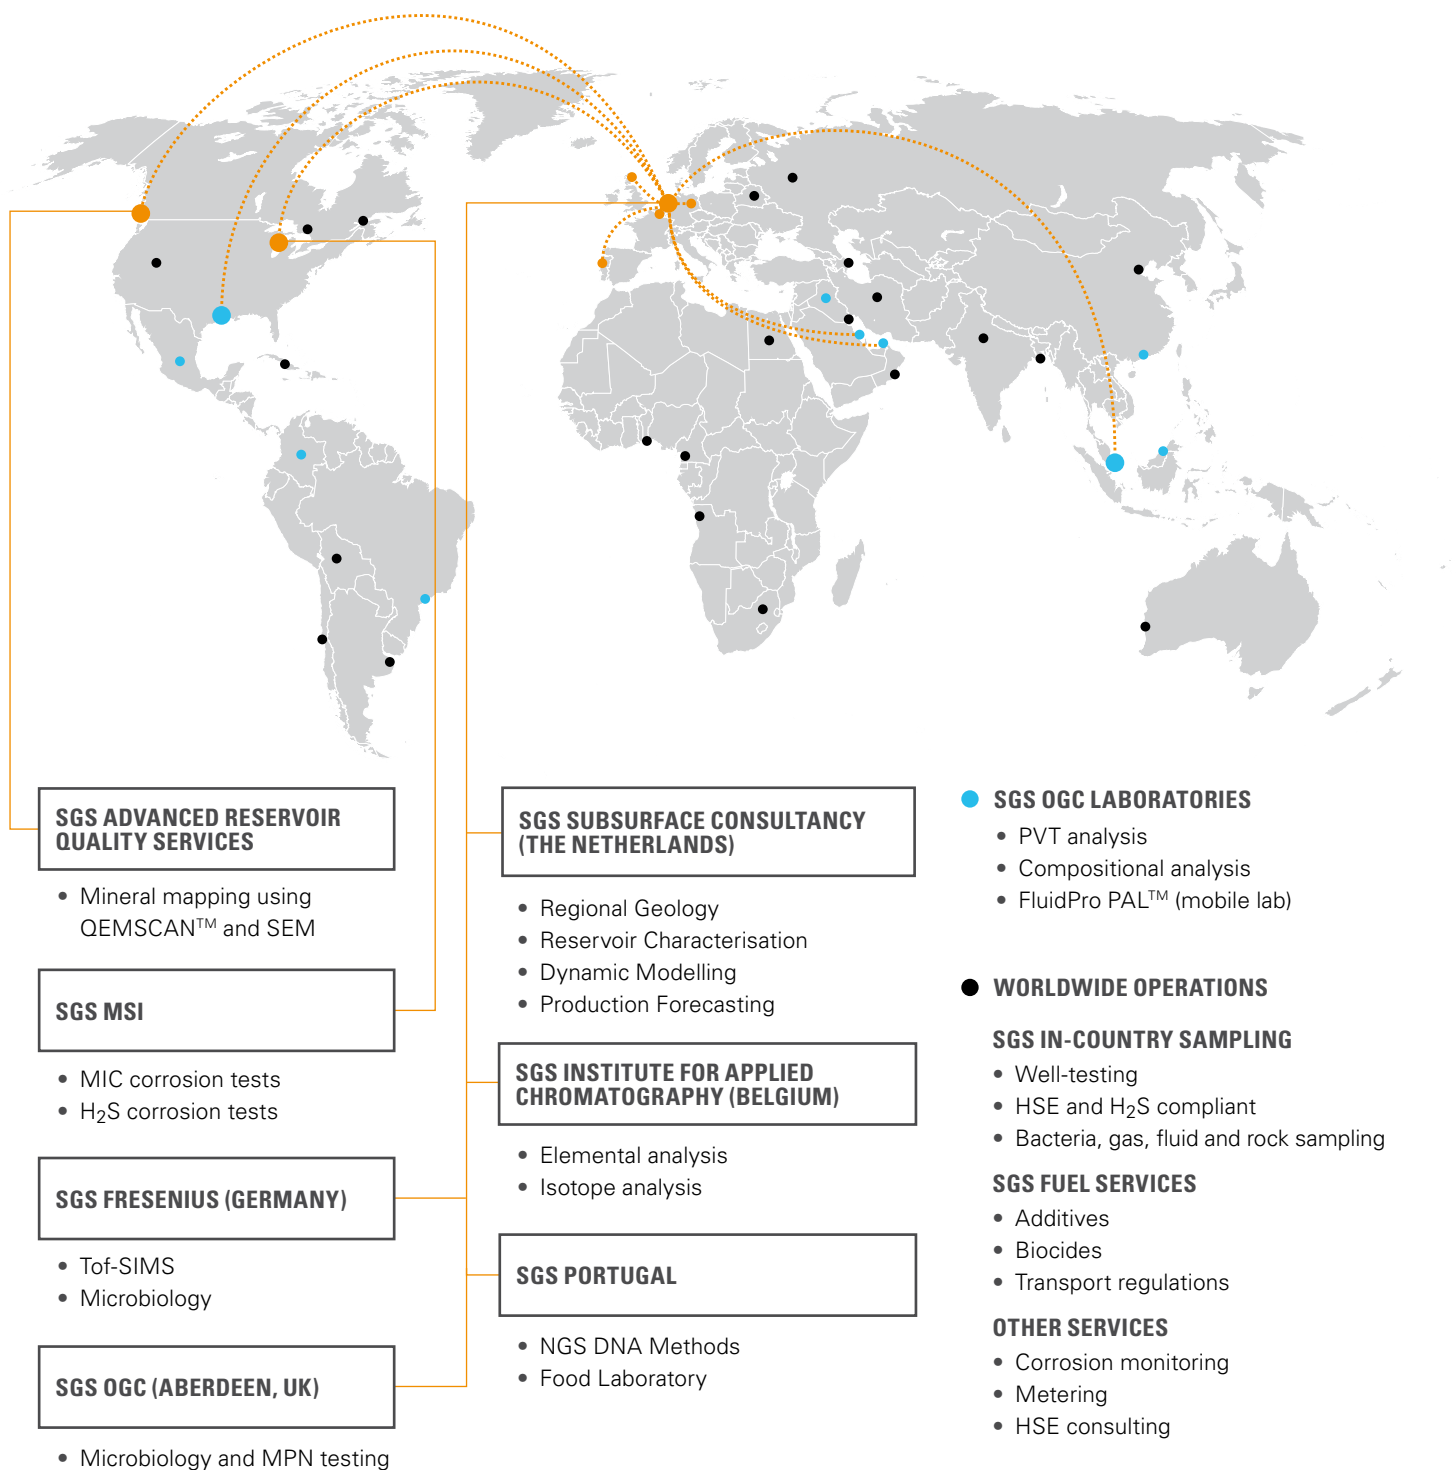 SGS ADVANCED RESERVOIR
QUALITY SERVICES
• Mineral mapping using
QEMSCAN™ and SEM
SGS MSI
• MIC corrosion tests
• H₂S corrosion tests
SGS FRESENIUS (GERMANY)
• Tof-SIMS
• Microbiology
SGS OGC (ABERDEEN, UK)
• Microbiology and MPN testing
SGS SUBSURFACE CONSULTANCY
(THE NETHERLANDS)
• Regional Geology
• Reservoir Characterisation
• Dynamic Modelling
• Production Forecasting
SGS INSTITUTE FOR APPLIED
CHROMATOGRAPHY (BELGIUM)
• Elemental analysis
• Isotope analysis
SGS PORTUGAL
• NGS DNA Methods
• Food Laboratory
SGS OGC LABORATORIES
• PVT analysis
• Compositional analysis
• FluidPro PAL™ (mobile lab)
WORLDWIDE OPERATIONS
SGS IN-COUNTRY SAMPLING
• Well-testing
• HSE and H₂S compliant
• Bacteria, gas, fluid and rock sampling
SGS FUEL SERVICES
• Additives
• Biocides
• Transport regulations
OTHER SERVICES
• Corrosion monitoring
• Metering
• HSE consulting